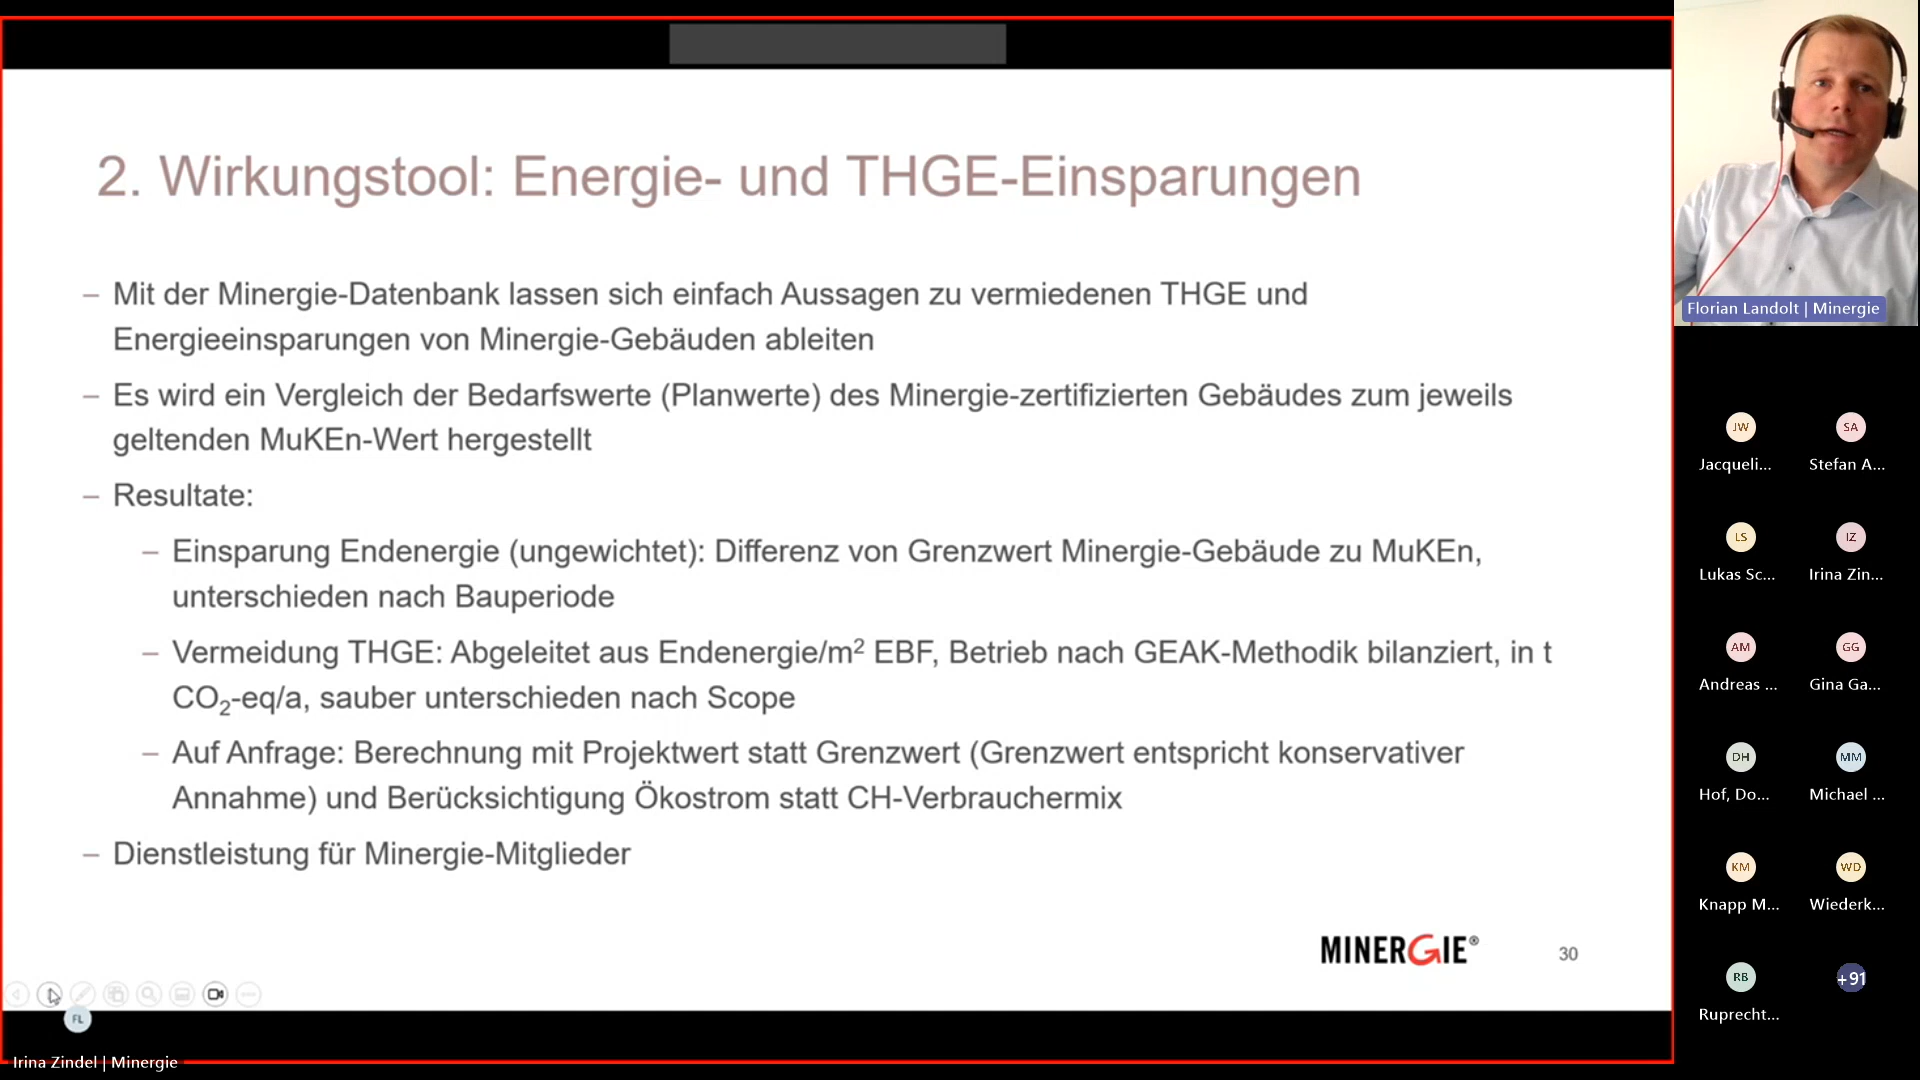 2. Wirkungstool: Energie- und THGE-Einsparungen
– Mit der Minergie-Datenbank lassen sich einfach Aussagen zu vermiedenen THGE und
Energieeinsparungen von Minergie-Gebäuden ableiten
– Es wird ein Vergleich der Bedarfswerte (Planwerte) des Minergie-zertifizierten Gebäudes zum jeweils
geltenden MuKEn-Wert hergestellt
– Resultate:
– Einsparung Endenergie (ungewichtet): Differenz von Grenzwert Minergie-Gebäude zu MuKEn,
unterschieden nach Bauperiode
– Vermeidung THGE: Abgeleitet aus Endenergie/m² EBF, Betrieb nach GEAK-Methodik bilanziert, in t
CO₂-eq/a, sauber unterschieden nach Scope
– Auf Anfrage: Berechnung mit Projektwert statt Grenzwert (Grenzwert entspricht konservativer
Annahme) und Berücksichtigung Ökostrom statt CH-Verbrauchermix
– Dienstleistung für Minergie-Mitglieder
MINERGIE®
30
FL
Irina Zindel | Minergie
Florian Landolt | Minergie
JW
SA
Jacqueli...
Stefan A...
LS
IZ
Lukas Sc...
Irina Zin...
AM
GG
Andreas ...
Gina Ga...
DH
MM
Hof, Do...
Michael ...
KM
WD
Knapp M...
Wiederk...
RB
+91
Ruprecht...